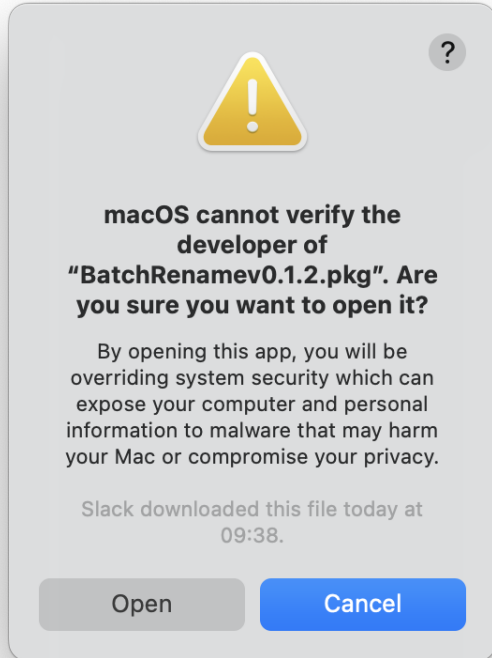 ?
!
macOS cannot verify the
developer of
“BatchRenamev0.1.2.pkg”. Are
you sure you want to open it?
By opening this app, you will be
overriding system security which can
expose your computer and personal
information to malware that may harm
your Mac or compromise your privacy.
Slack downloaded this file today at
09:38.
Open
Cancel